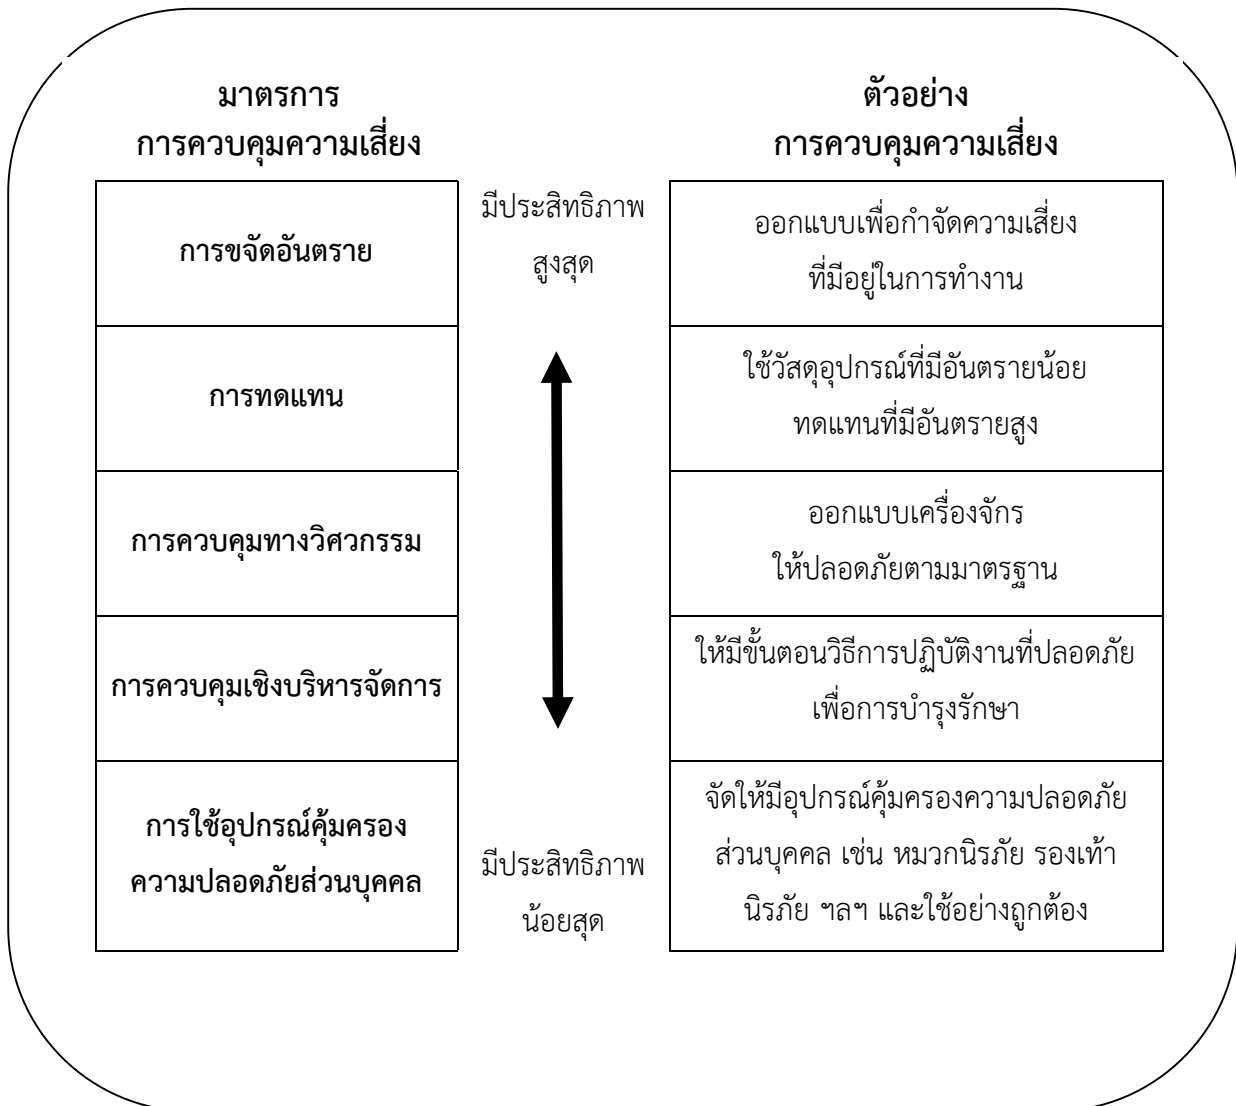 มาตรการ
การควบคุมความเสี่ยง
ตัวอย่าง
การควบคุมความเสี่ยง
การขจัดอันตราย
มีประสิทธิภาพ
สูงสุด
ออกแบบเพื่อกำจัดความเสี่ยง
ที่มีอยู่ในการทำงาน
การทดแทน
ใช้วัสดุอุปกรณ์ที่มีอันตรายน้อย
ทดแทนที่มีอันตรายสูง
การควบคุมทางวิศวกรรม
ออกแบบเครื่องจักร
ให้ปลอดภัยตามมาตรฐาน
การควบคุมเชิงบริหารจัดการ
ให้มีขั้นตอนวิธีการปฏิบัติงานที่ปลอดภัย
เพื่อการบำรุงรักษา
การใช้อุปกรณ์คุ้มครอง
ความปลอดภัยส่วนบุคคล
มีประสิทธิภาพ
น้อยสุด
จัดให้มีอุปกรณ์คุ้มครองความปลอดภัย
ส่วนบุคคล เช่น หมวกนิรภัย รองเท้า
นิรภัย ฯลฯ และใช้อย่างถูกต้อง